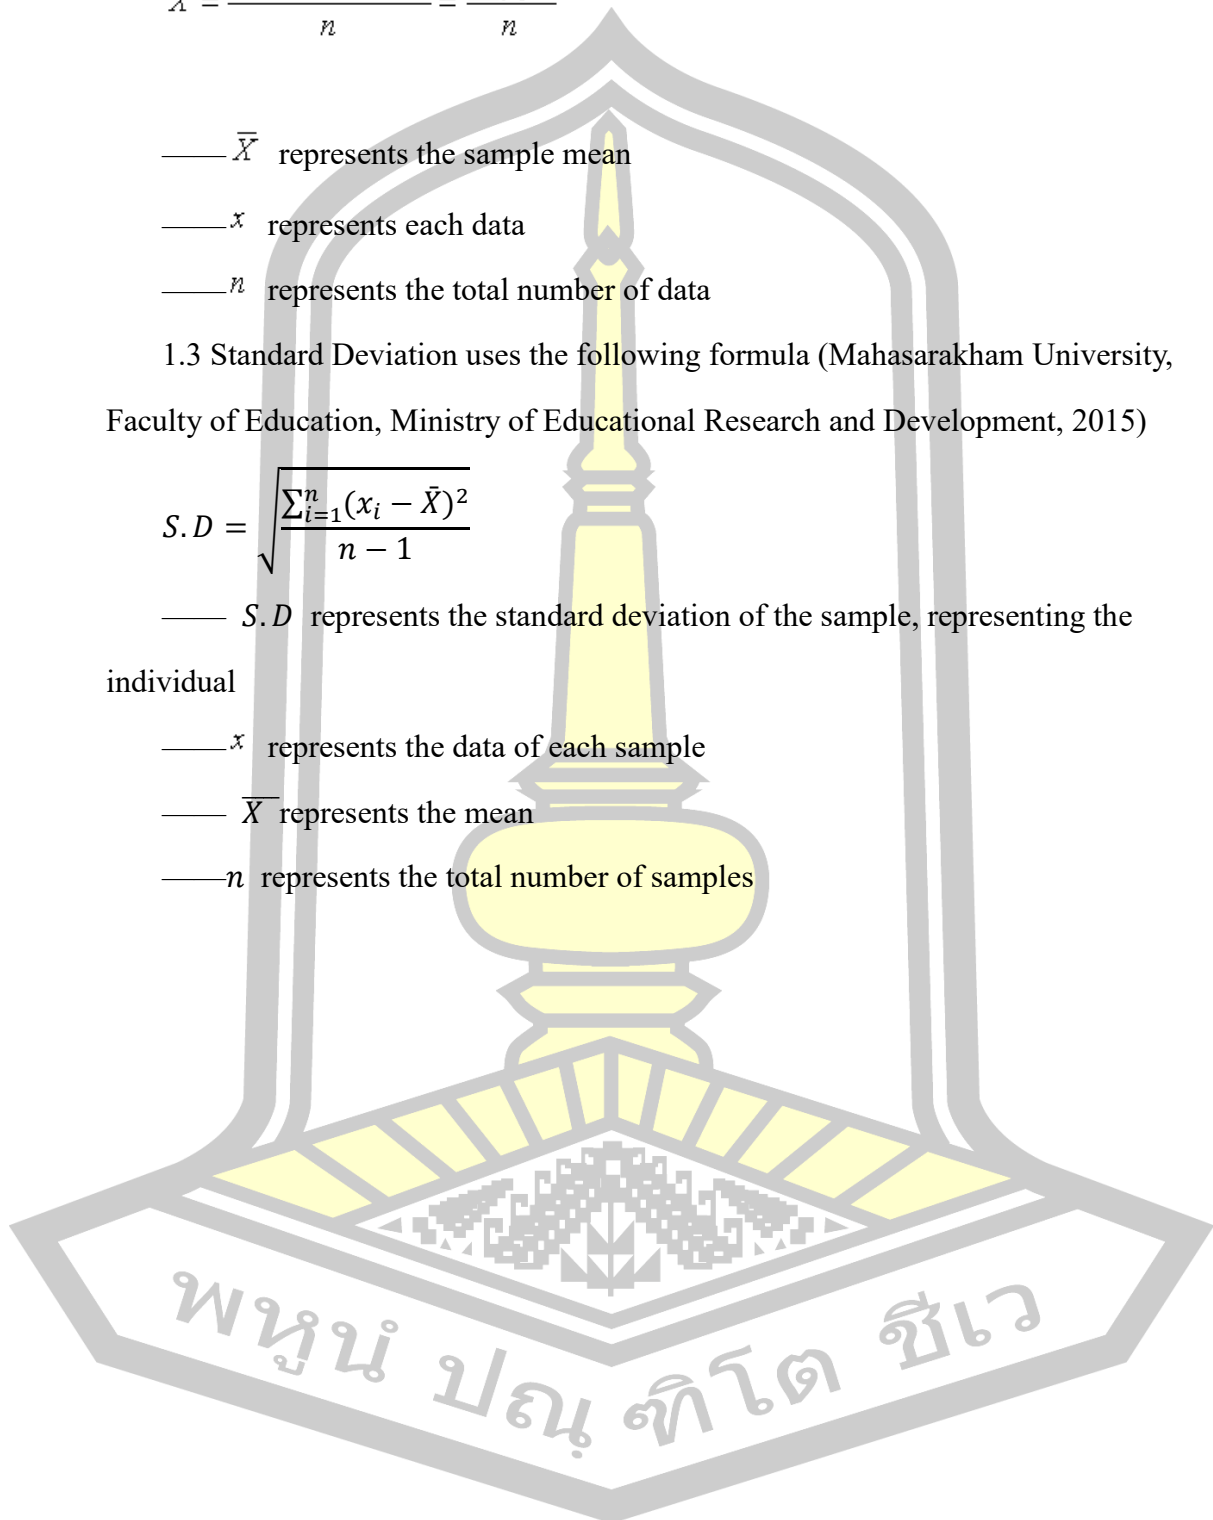 X̄ = ―― = ――
n n
—— X̄ represents the sample mean
—— x represents each data
—— n represents the total number of data
1.3 Standard Deviation uses the following formula (Mahasarakham University,
Faculty of Education, Ministry of Educational Research and Development, 2015)
S.D = √(∑ᵢ₌₁ⁿ(xᵢ − X̄)² / (n − 1))
—— S.D represents the standard deviation of the sample, representing the
individual
—— x represents the data of each sample
—— X̄ represents the mean
—— n represents the total number of samples
พหูนํ ปณฺฑิโต ชีเว